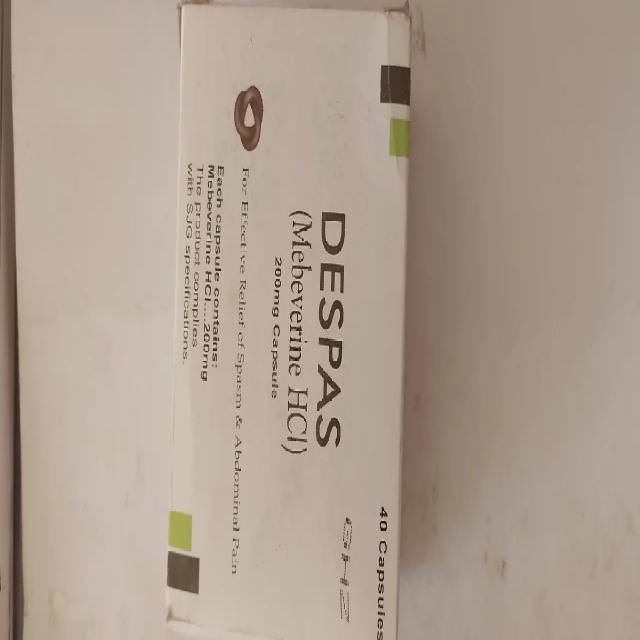 40 Capsules
DESPAS
(Mebeverine HCl)
200mg Capsule
For Effective Relief of Spasm & Abdominal Pain
Each capsule contains:
Mebeverine HCl....200mg
The product complies
with SJG specifications.